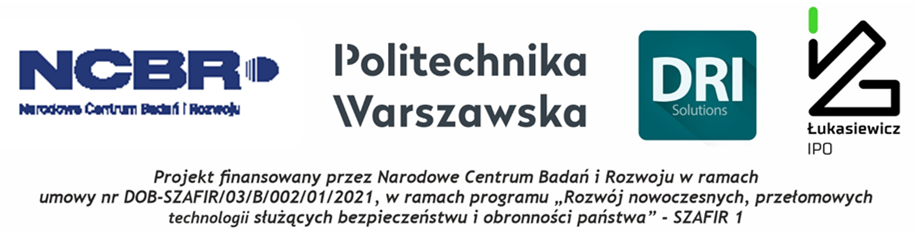 NCBR
Narodowe Centrum Badań i Rozwoju
Politechnika
Warszawska
DRI
Solutions
Łukasiewicz
IPO
Projekt finansowany przez Narodowe Centrum Badań i Rozwoju w ramach
umowy nr DOB-SZAFIR/03/B/002/01/2021, w ramach programu „Rozwój nowoczesnych, przełomowych
technologii służących bezpieczeństwu i obronności państwa” - SZAFIR 1